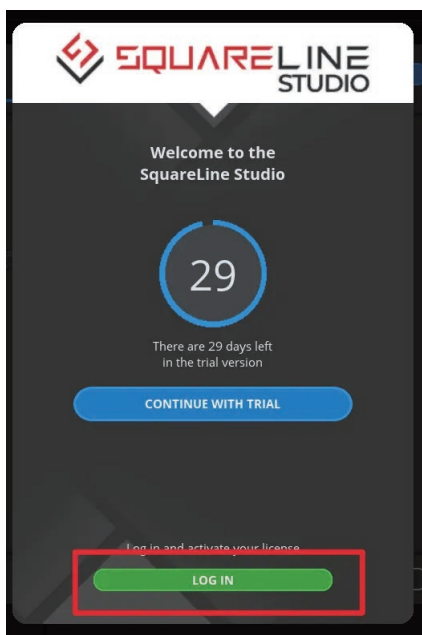 SQUARELINE
STUDIO
Welcome to the
SquareLine Studio
29
There are 29 days left
in the trial version
CONTINUE WITH TRIAL
Log in and activate your license
LOG IN